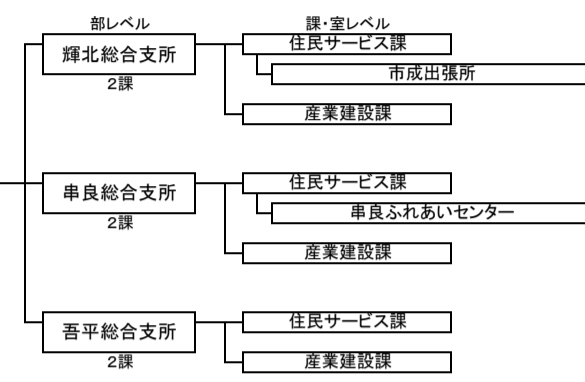 部レベル
課・室レベル
輝北総合支所
2課
住民サービス課
市成出張所
産業建設課
串良総合支所
2課
住民サービス課
串良ふれあいセンター
産業建設課
吾平総合支所
2課
住民サービス課
産業建設課